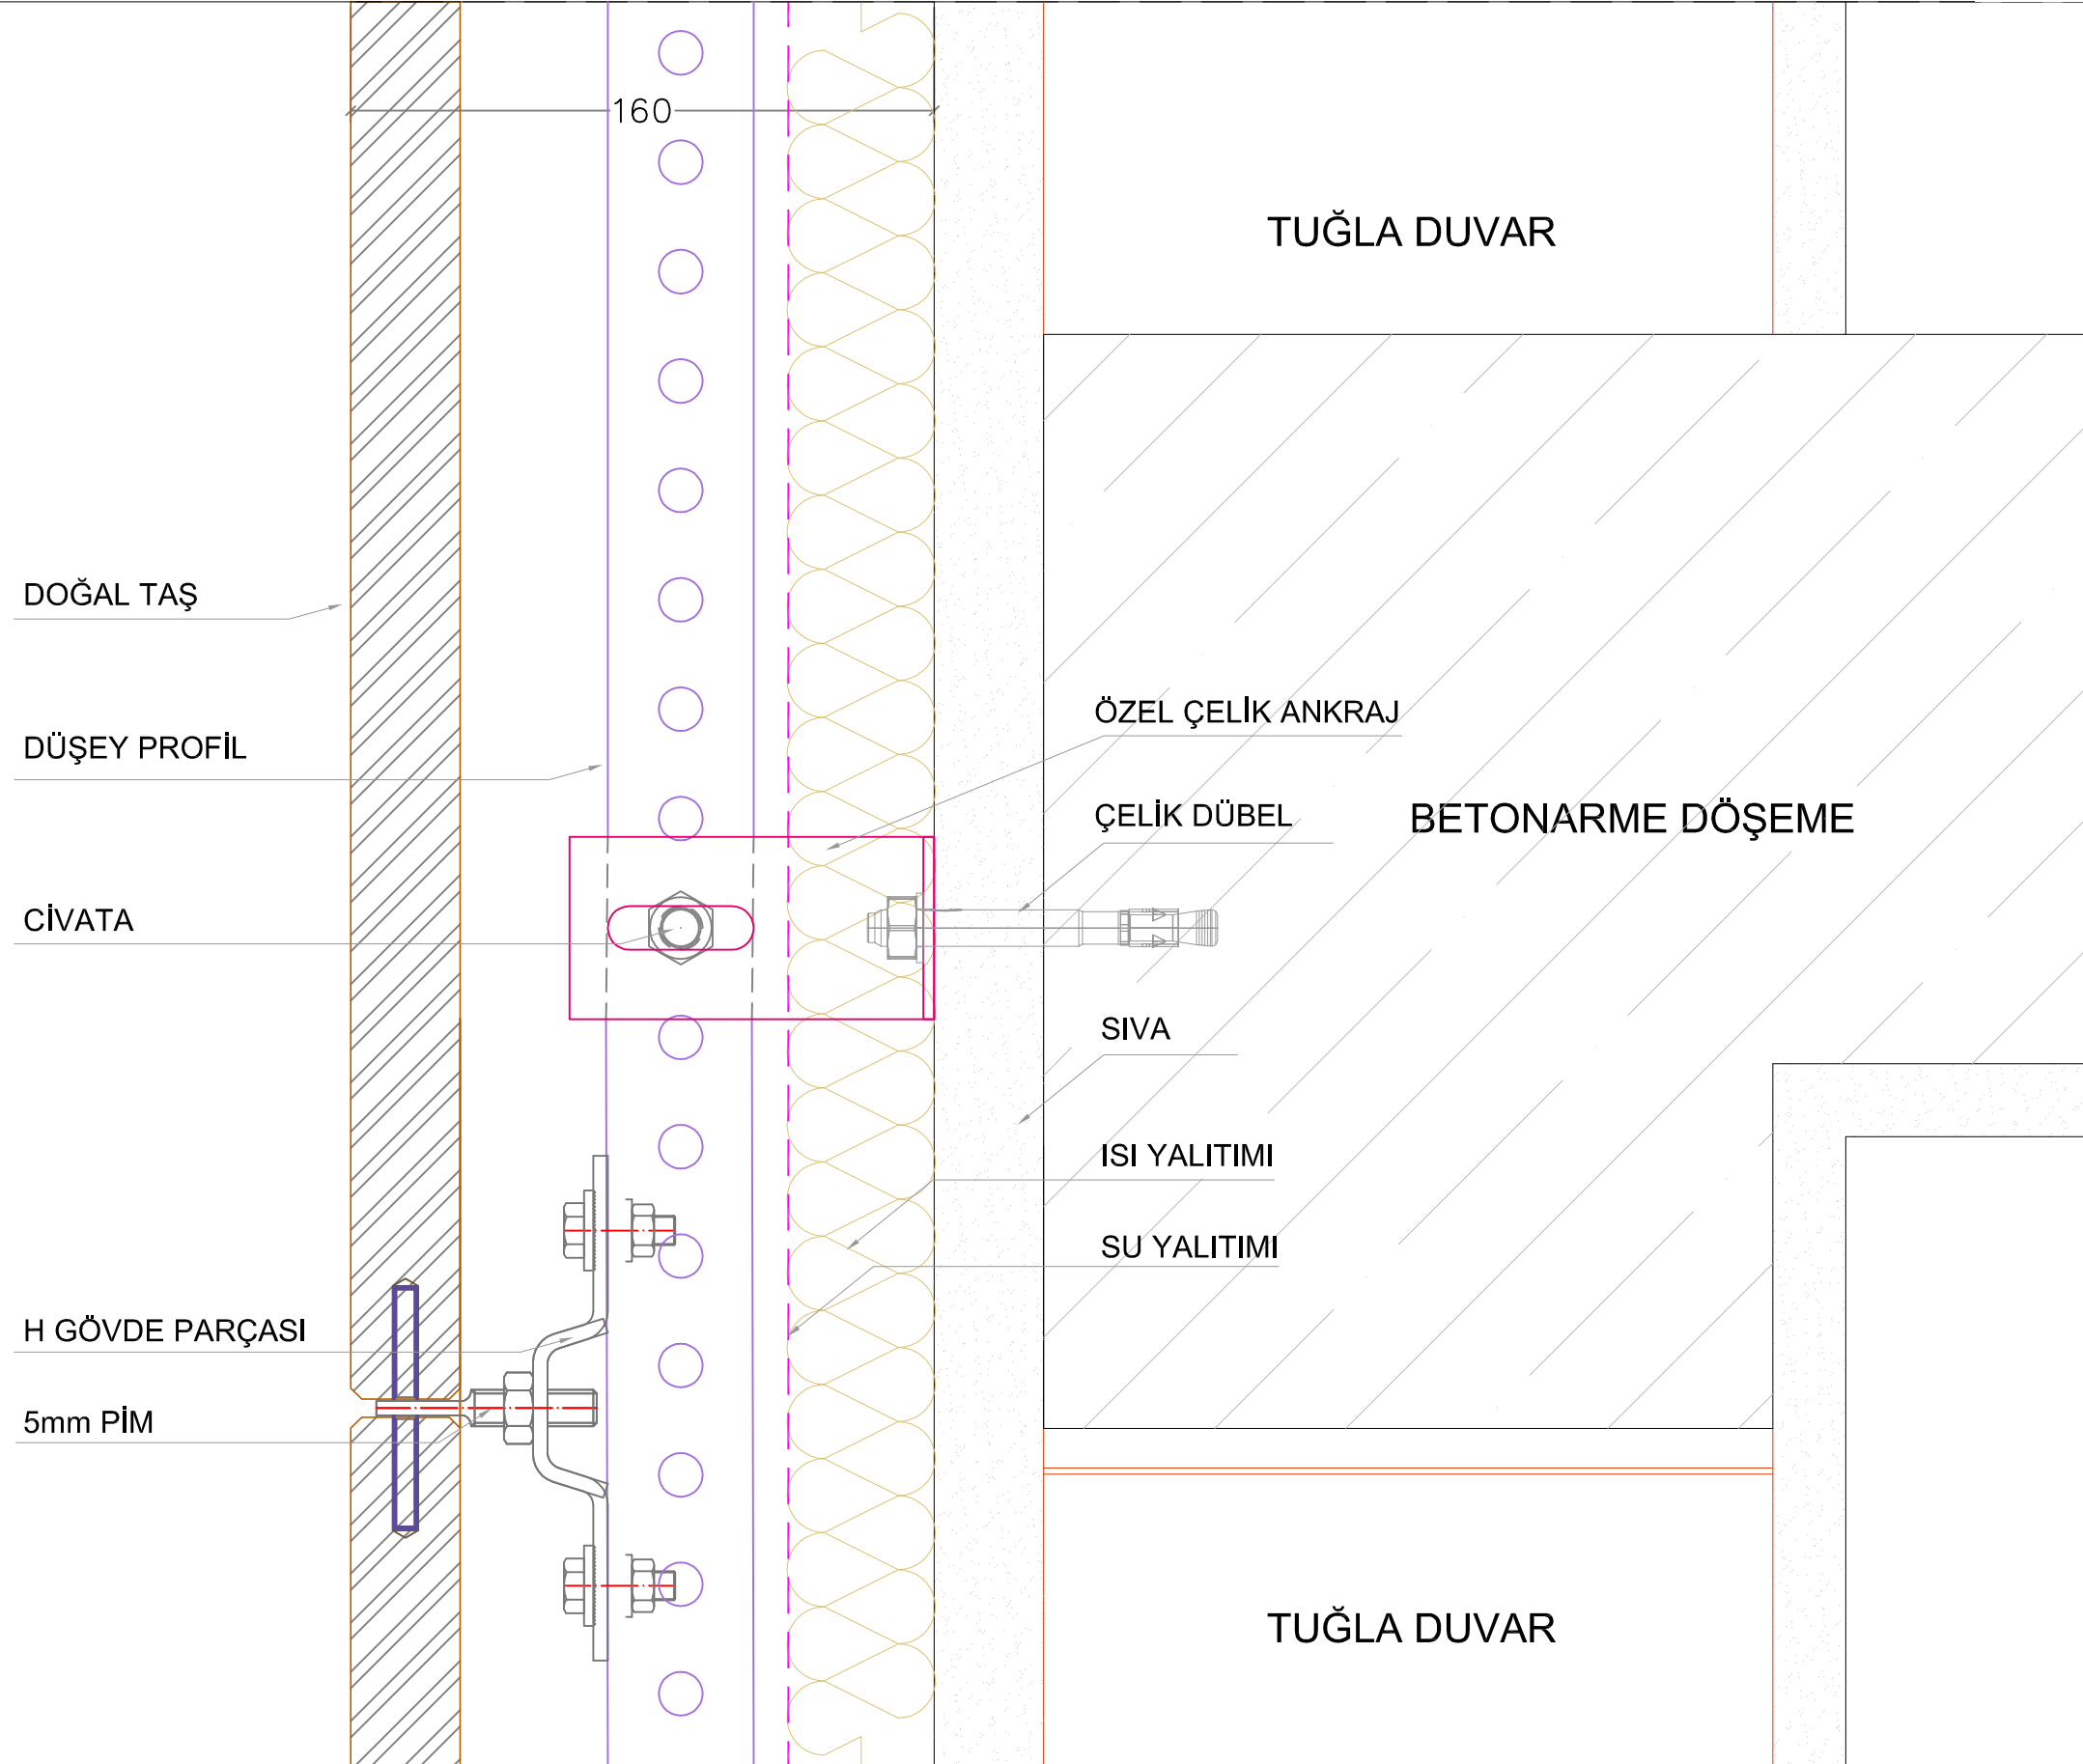 160
TUĞLA DUVAR
DOĞAL TAŞ
ÖZEL ÇELİK ANKRAJ
DÜŞEY PROFİL
ÇELİK DÜBEL
BETONARME DÖŞEME
CİVATA
SIVA
ISI YALITIMI
SU YALITIMI
H GÖVDE PARÇASI
5mm PİM
TUĞLA DUVAR